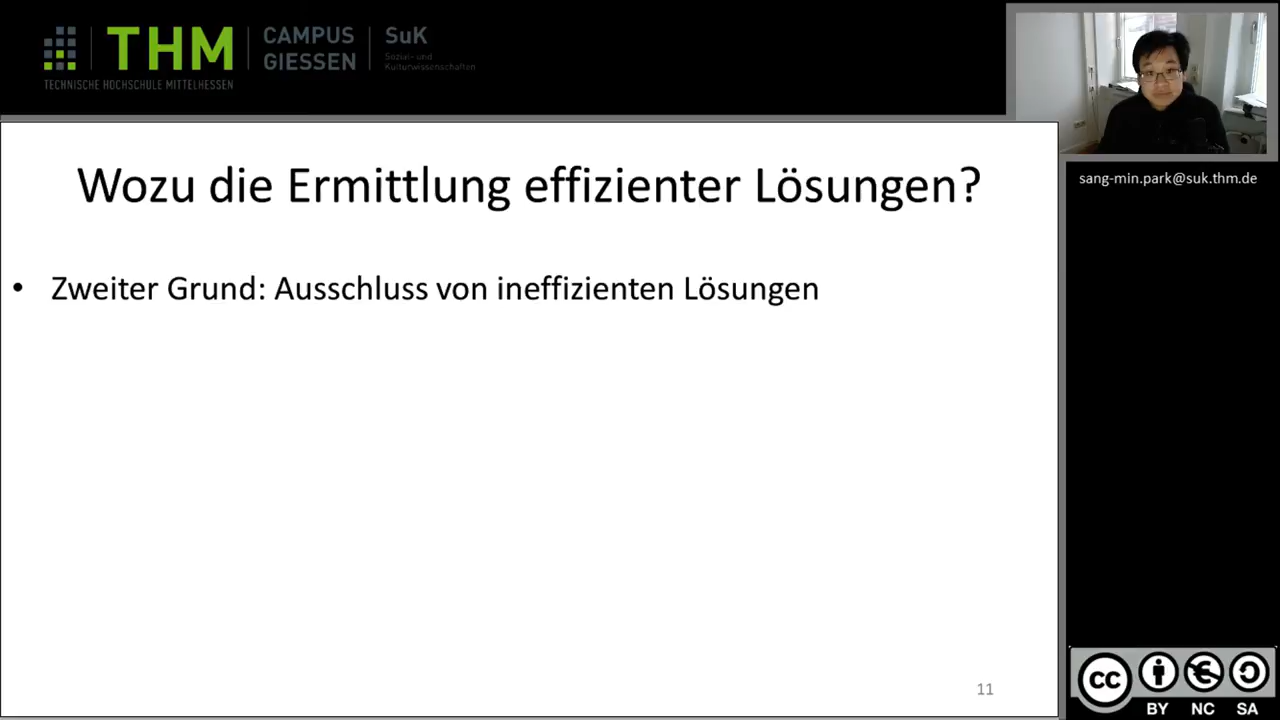 THM CAMPUS GIESSEN SuK
Sozial- und
Kulturwissenschaften
TECHNISCHE HOCHSCHULE MITTELHESSEN
sang-min.park@suk.thm.de
Wozu die Ermittlung effizienter Lösungen?
• Zweiter Grund: Ausschluss von ineffizienten Lösungen
11
cc
BY NC SA